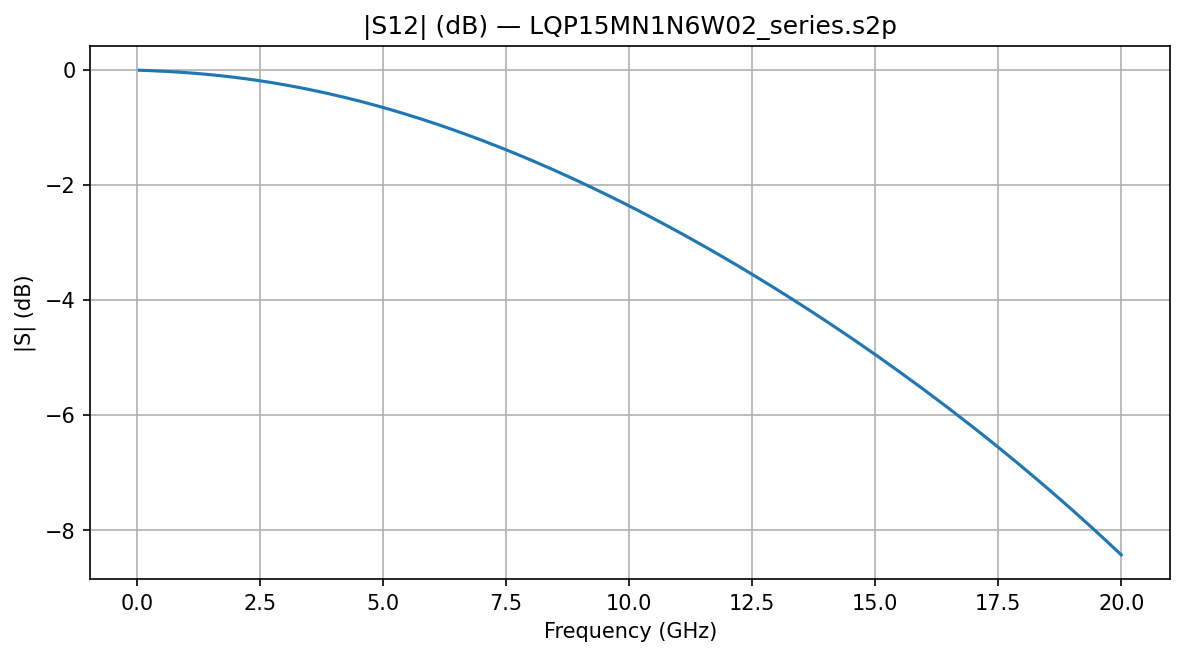 |S12| (dB) — LQP15MN1N6W02_series.s2p
|S| (dB)
0
−2
−4
−6
−8
0.0 2.5 5.0 7.5 10.0 12.5 15.0 17.5 20.0
Frequency (GHz)